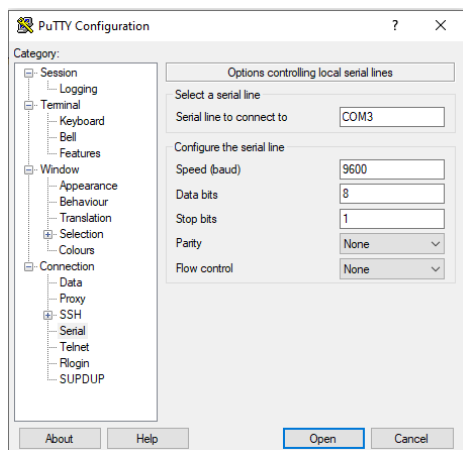 PuTTY Configuration
Category:
Session
Logging
Terminal
Keyboard
Bell
Features
Window
Appearance
Behaviour
Translation
Selection
Colours
Connection
Data
Proxy
SSH
Serial
Telnet
Rlogin
SUPDUP
Options controlling local serial lines
Select a serial line
Serial line to connect to COM3
Configure the serial line
Speed (baud) 9600
Data bits 8
Stop bits 1
Parity None
Flow control None
About Help Open Cancel